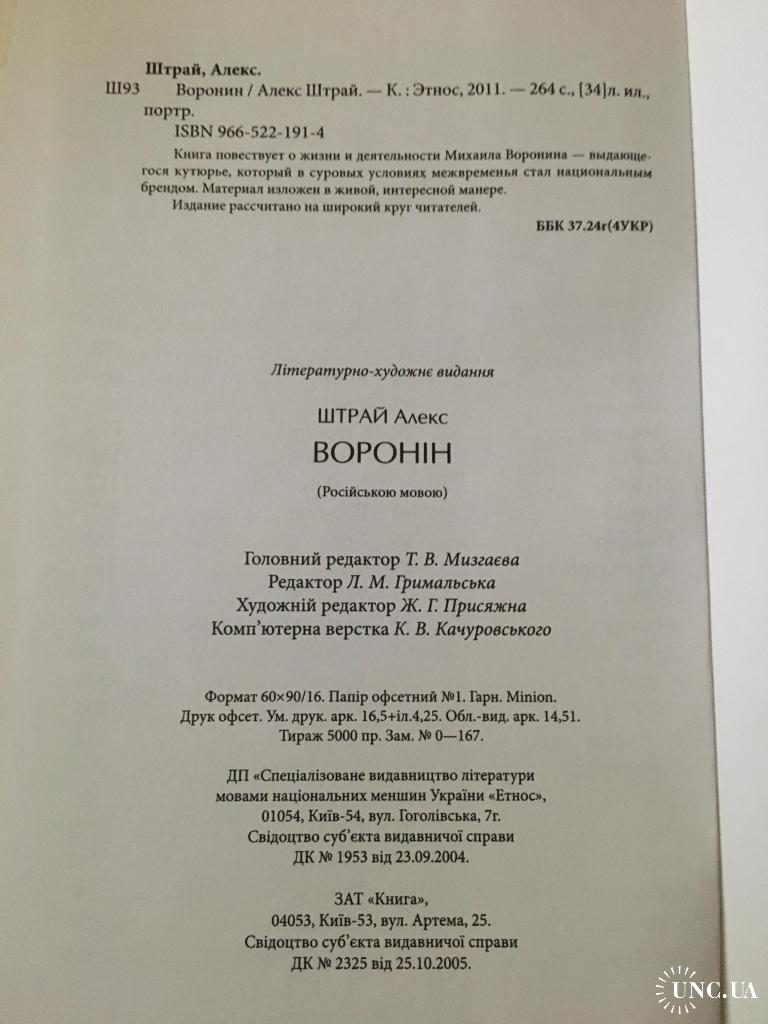 Штрай, Алекс.
Ш93 Воронин / Алекс Штрай. — К. : Этнос, 2011. — 264 с., [34]л. ил.,
портр.
ISBN 966-522-191-4
Книга повествует о жизни и деятельности Михаила Воронина — выдающе-
гося кутюрье, который в суровых условиях межвременья стал национальным
брендом. Материал изложен в живой, интересной манере.
Издание рассчитано на широкий круг читателей.
ББК 37.24г(4УКР)
Літературно-художнє видання
ШТРАЙ Алекс
ВОРОНІН
(Російською мовою)
Головний редактор Т. В. Мизгаєва
Редактор Л. М. Гримальська
Художній редактор Ж. Г. Присяжна
Комп’ютерна верстка К. В. Качуровського
Формат 60×90/16. Папір офсетний №1. Гарн. Minion.
Друк офсет. Ум. друк. арк. 16,5+іл.4,25. Обл.-вид. арк. 14,51.
Тираж 5000 пр. Зам. № 0—167.
ДП «Спеціалізоване видавництво літератури
мовами національних меншин України «Етнос»,
01054, Київ-54, вул. Гоголівська, 7г.
Свідоцтво суб’єкта видавничої справи
ДК № 1953 від 23.09.2004.
ЗАТ «Книга»,
04053, Київ-53, вул. Артема, 25.
Свідоцтво суб’єкта видавничої справи
ДК № 2325 від 25.10.2005.
UNC.UA